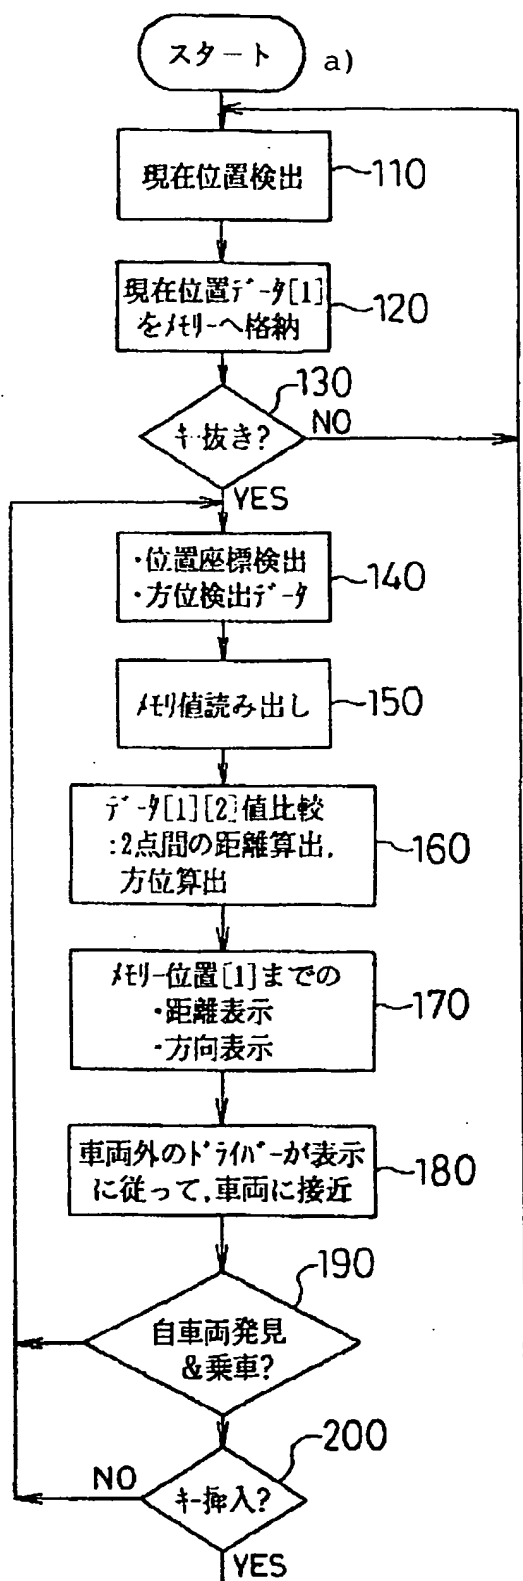 スタート
a)
現在位置検出
110
現在位置データ[1]
をメモリーへ格納
120
130
キー抜き?
NO
YES
・位置座標検出
・方位検出データ
140
メモリ値読み出し
150
データ[1][2]値比較
:2点間の距離算出,
方位算出
160
メモリー位置[1]までの
・距離表示
・方向表示
170
車両外のドライバーが表示
に従って,車両に接近
180
190
自車両発見
&乗車?
200
NO
キー挿入?
YES